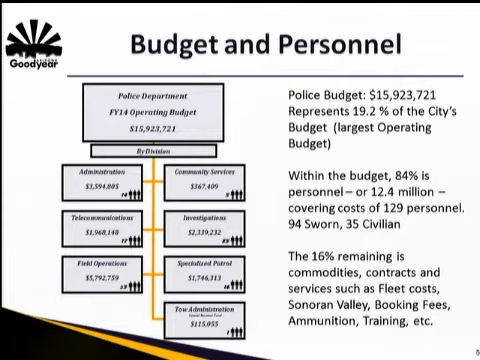 ARIZONA
Goodyear
Budget and Personnel
Police Department
FY14 Operating Budget
$15,923,721
By Division
Administration
$3,594,805
Community Services
$367,409
Telecommunications
$1,968,148
17
Investigations
$2,339,232
Field Operations
$5,792,759
Specialized Patrol
$1,746,313
Tow Administration
$115,055
1
Police Budget: $15,923,721
Represents 19.2 % of the City’s
Budget (largest Operating
Budget)
Within the budget, 84% is
personnel – or 12.4 million –
covering costs of 129 personnel.
94 Sworn, 35 Civilian
The 16% remaining is
commodities, contracts and
services such as Fleet costs,
Sonoran Valley, Booking Fees,
Ammunition, Training, etc.
5